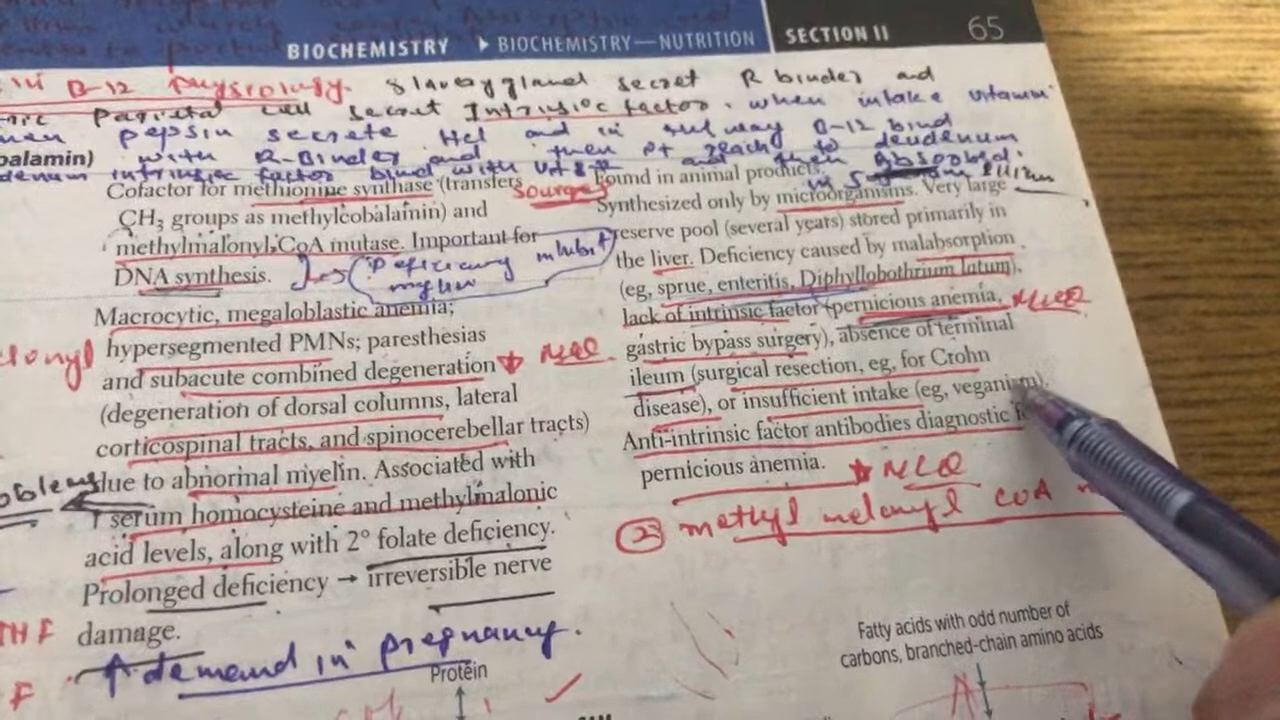 BIOCHEMISTRY ▶ BIOCHEMISTRY—NUTRITION SECTION II 65
in B-12 Physiology. secret R binder and
Parietal cell secret Intrinsic factor. when intake vitamin
pepsin secrete Hcl and in B-12 bind
with R-Binder and then reach to
intrinsic factor bind with and then absorbed
balamin)
Cofactor for methionine synthase (transfers
CH3 groups as methylcobalamin) and
methylmalonyl-CoA mutase. Important for
DNA synthesis.
Deficiency
Macrocytic, megaloblastic anemia;
hypersegmented PMNs; paresthesias
and subacute combined degeneration
(degeneration of dorsal columns, lateral
corticospinal tracts, and spinocerebellar tracts)
due to abnormal myelin. Associated with
↑ serum homocysteine and methylmalonic
acid levels, along with 2° folate deficiency.
Prolonged deficiency → irreversible nerve
damage.
↑ demand in pregnancy.
Protein
Sources
Found in animal products.
Synthesized only by microorganisms. Very large
reserve pool (several years) stored primarily in
the liver. Deficiency caused by malabsorption
(eg, sprue, enteritis, Diphyllobothrium latum),
lack of intrinsic factor (pernicious anemia,
gastric bypass surgery), absence of terminal
ileum (surgical resection, eg, for Crohn
disease), or insufficient intake (eg, veganism).
Anti-intrinsic factor antibodies diagnostic
pernicious anemia.
MCQ
② methyl melonyl COA
Fatty acids with odd number of
carbons, branched-chain amino acids